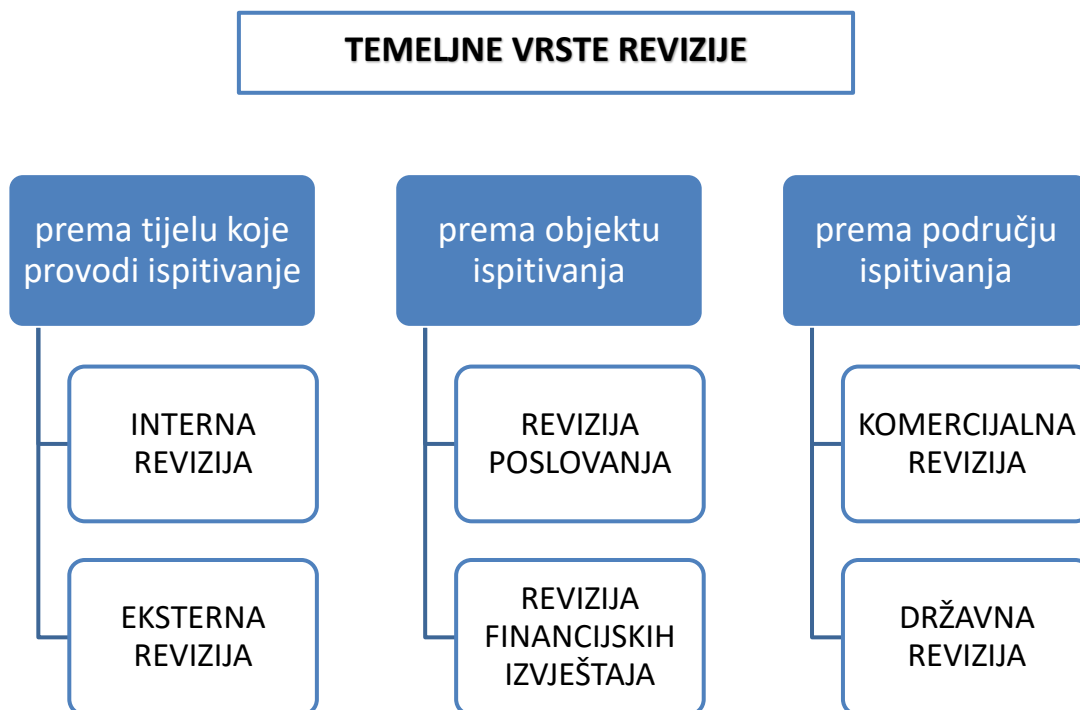 TEMELJNE VRSTE REVIZIJE
prema tijelu koje
provodi ispitivanje
INTERNA
REVIZIJA
EKSTERNA
REVIZIJA
prema objektu
ispitivanja
REVIZIJA
POSLOVANJA
REVIZIJA
FINANCIJSKIH
IZVJEŠTAJA
prema području
ispitivanja
KOMERCIJALNA
REVIZIJA
DRŽAVNA
REVIZIJA